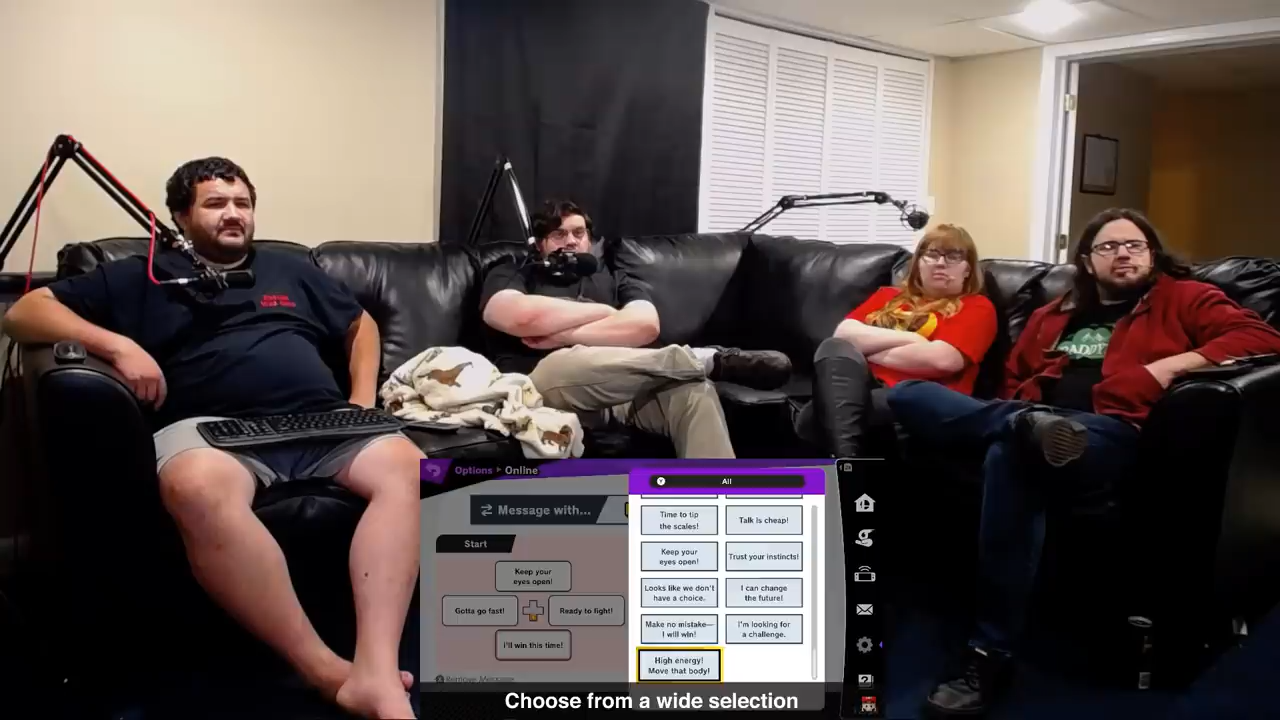 DADDY
Options ▸ Online
All
Message with...
Time to tip
the scales!
Talk is cheap!
Start
Keep your
eyes open!
Trust your instincts!
Keep your
eyes open!
Looks like we don't
have a choice.
I can change
the future!
Gotta go fast!
Ready to fight!
Make no mistake—
I will win!
I'm looking for
a challenge.
I'll win this time!
High energy!
Move that body!
Remove Message
Choose from a wide selection